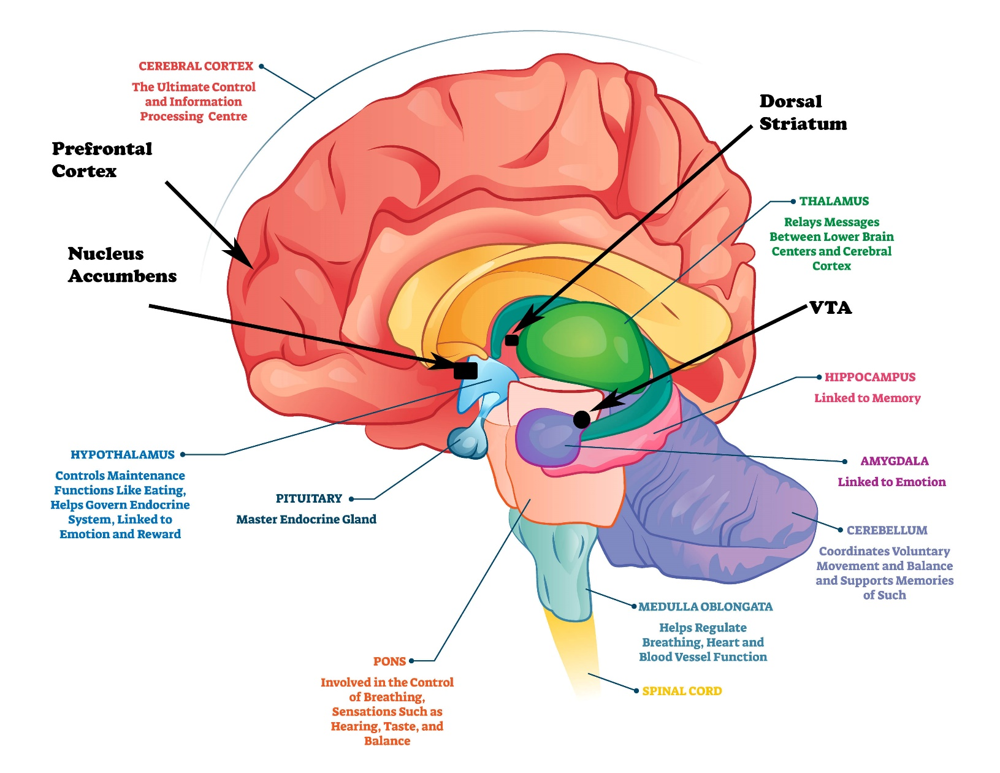 CEREBRAL CORTEX
The Ultimate Control
and Information
Processing Centre
Prefrontal
Cortex
Nucleus
Accumbens
Dorsal
Striatum
THALAMUS
Relays Messages
Between Lower Brain
Centers and Cerebral
Cortex
VTA
HIPPOCAMPUS
Linked to Memory
HYPOTHALAMUS
Controls Maintenance
Functions Like Eating,
Helps Govern Endocrine
System, Linked to
Emotion and Reward
PITUITARY
Master Endocrine Gland
AMYGDALA
Linked to Emotion
CEREBELLUM
Coordinates Voluntary
Movement and Balance
and Supports Memories
of Such
MEDULLA OBLONGATA
Helps Regulate
Breathing, Heart and
Blood Vessel Function
PONS
Involved in the Control
of Breathing,
Sensations Such as
Hearing, Taste, and
Balance
SPINAL CORD